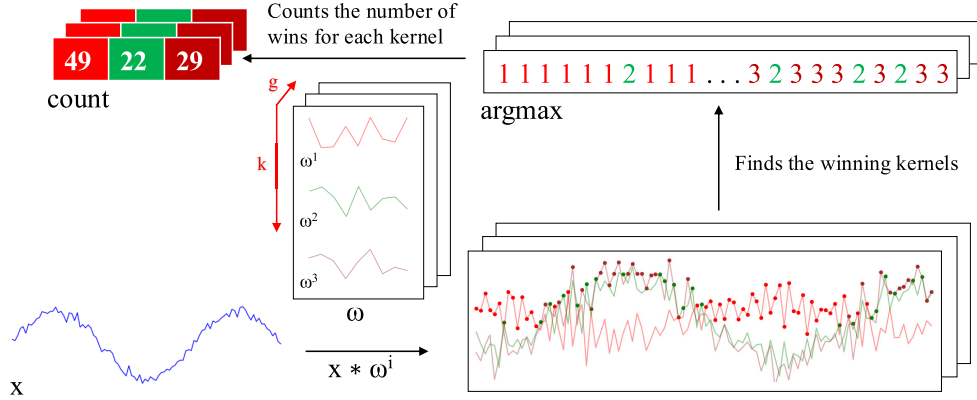 Counts the number of
wins for each kernel
49 22 29
count
1 1 1 1 1 1 2 1 1 1 ... 3 2 3 3 3 2 3 2 3 3
argmax
g
k
ω¹
ω²
ω³
ω
Finds the winning kernels
x
x * ωⁱ